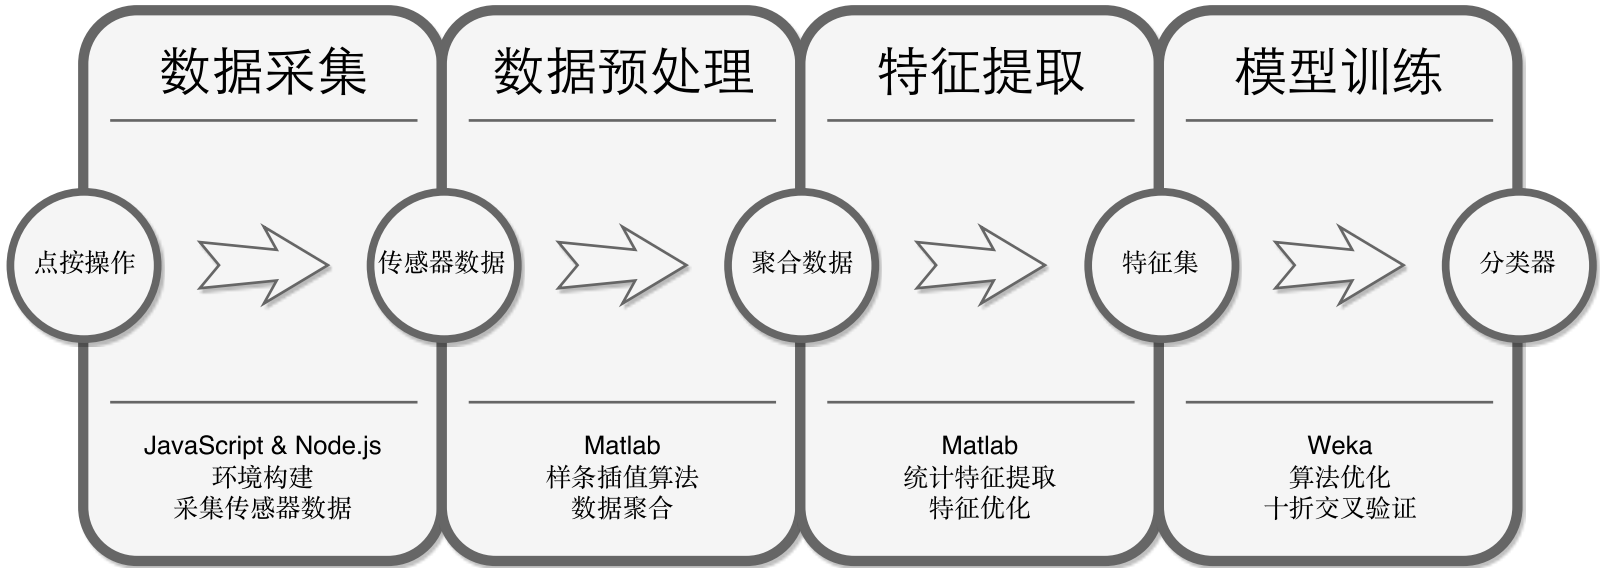 数据采集
数据预处理
特征提取
模型训练
点按操作
传感器数据
聚合数据
特征集
分类器
JavaScript & Node.js
环境构建
采集传感器数据
Matlab
样条插值算法
数据聚合
Matlab
统计特征提取
特征优化
Weka
算法优化
十折交叉验证